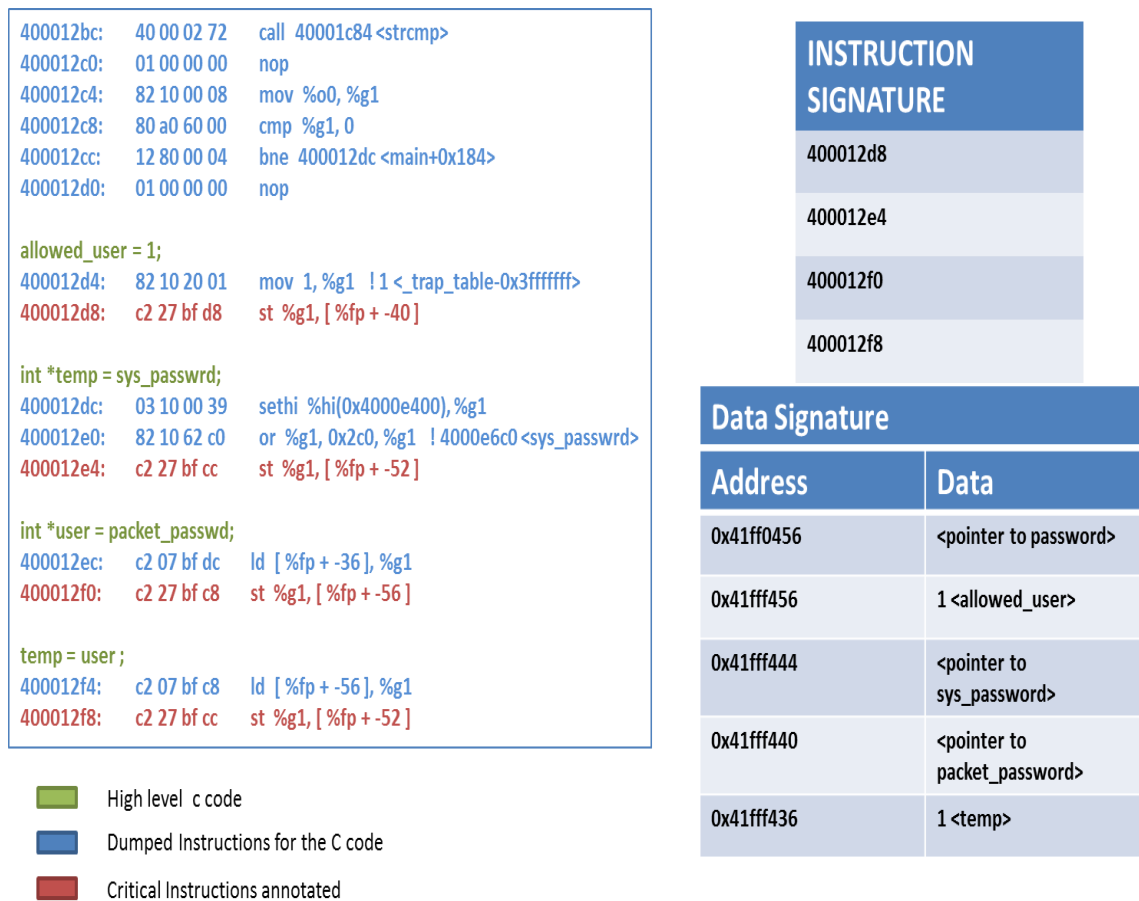 400012bc: 40 00 02 72 call 40001c84 <strcmp>
400012c0: 01 00 00 00 nop
400012c4: 82 10 00 08 mov %o0, %g1
400012c8: 80 a0 60 00 cmp %g1, 0
400012cc: 12 80 00 04 bne 400012dc <main+0x184>
400012d0: 01 00 00 00 nop
allowed_user = 1;
400012d4: 82 10 20 01 mov 1, %g1 ! 1 <_trap_table-0x3fffffff>
400012d8: c2 27 bf d8 st %g1, [ %fp + -40 ]
int *temp = sys_passwrd;
400012dc: 03 10 00 39 sethi %hi(0x4000e400), %g1
400012e0: 82 10 62 c0 or %g1, 0x2c0, %g1 ! 4000e6c0 <sys_passwrd>
400012e4: c2 27 bf cc st %g1, [ %fp + -52 ]
int *user = packet_passwd;
400012ec: c2 07 bf dc ld [ %fp + -36 ], %g1
400012f0: c2 27 bf c8 st %g1, [ %fp + -56 ]
temp = user ;
400012f4: c2 07 bf c8 ld [ %fp + -56 ], %g1
400012f8: c2 27 bf cc st %g1, [ %fp + -52 ]
High level c code
Dumped Instructions for the C code
Critical Instructions annotated
INSTRUCTION
SIGNATURE
400012d8
400012e4
400012f0
400012f8
Data Signature
Address Data
0x41ff0456 <pointer to password>
0x41fff456 1 <allowed_user>
0x41fff444 <pointer to
sys_password>
0x41fff440 <pointer to
packet_password>
0x41fff436 1 <temp>